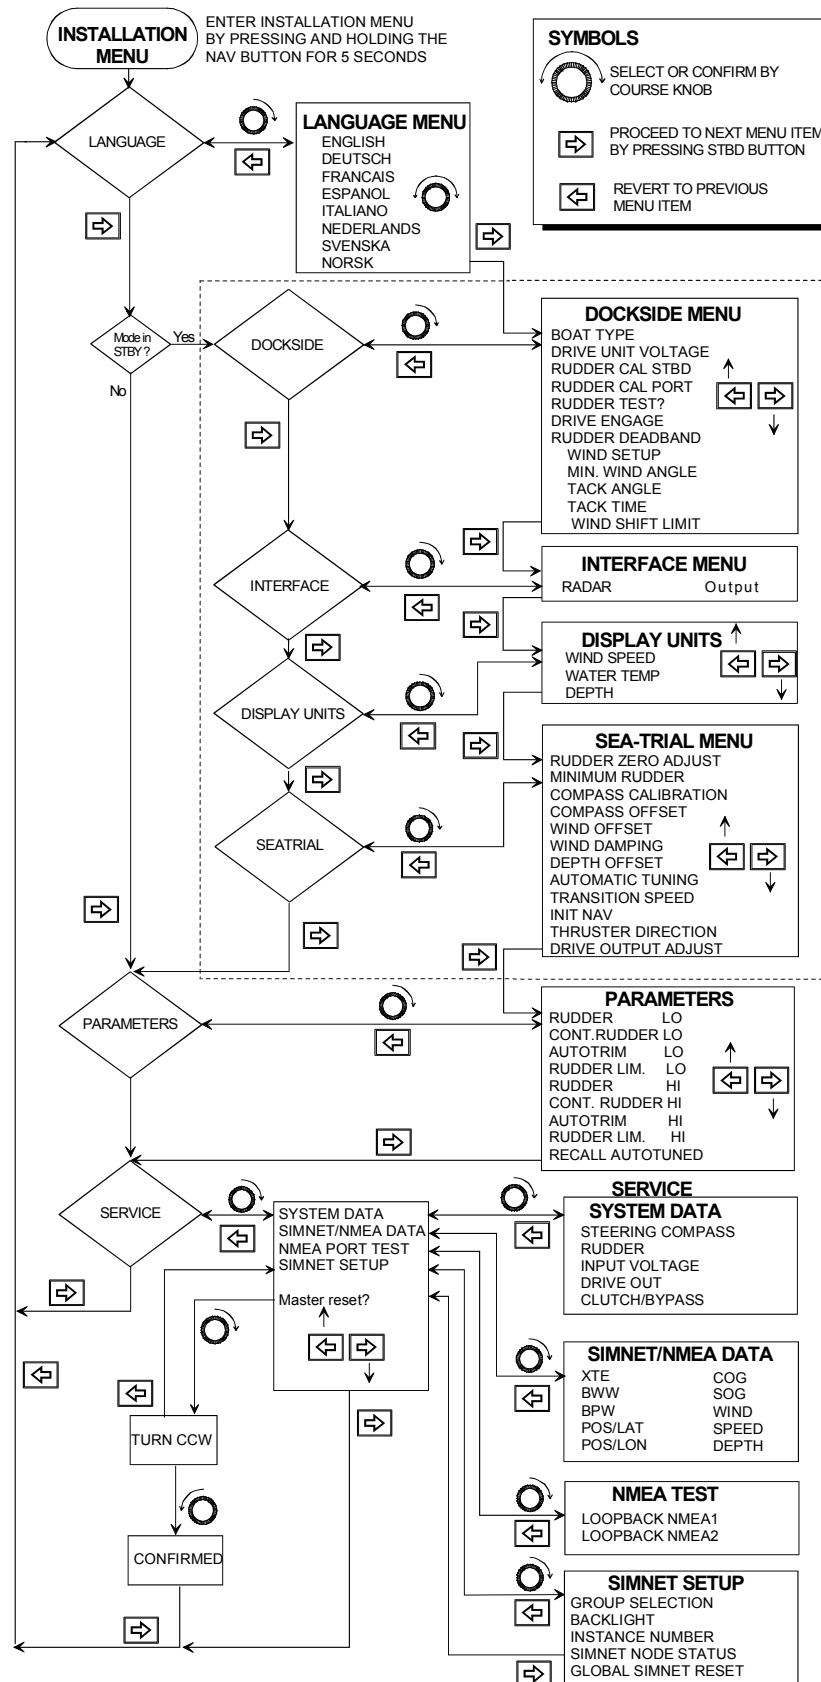 INSTALLATION
MENU
ENTER INSTALLATION MENU
BY PRESSING AND HOLDING THE
NAV BUTTON FOR 5 SECONDS
SYMBOLS
SELECT OR CONFIRM BY
COURSE KNOB
PROCEED TO NEXT MENU ITEM
BY PRESSING STBD BUTTON
REVERT TO PREVIOUS
MENU ITEM
LANGUAGE
LANGUAGE MENU
ENGLISH
DEUTSCH
FRANCAIS
ESPANOL
ITALIANO
NEDERLANDS
SVENSKA
NORSK
Mode in
STBY ?
Yes
No
DOCKSIDE
DOCKSIDE MENU
BOAT TYPE
DRIVE UNIT VOLTAGE
RUDDER CAL STBD
RUDDER CAL PORT
RUDDER TEST?
DRIVE ENGAGE
RUDDER DEADBAND
WIND SETUP
MIN. WIND ANGLE
TACK ANGLE
TACK TIME
WIND SHIFT LIMIT
INTERFACE
INTERFACE MENU
RADAR Output
DISPLAY UNITS
DISPLAY UNITS
WIND SPEED
WATER TEMP
DEPTH
SEATRIAL
SEA-TRIAL MENU
RUDDER ZERO ADJUST
MINIMUM RUDDER
COMPASS CALIBRATION
COMPASS OFFSET
WIND OFFSET
WIND DAMPING
DEPTH OFFSET
AUTOMATIC TUNING
TRANSITION SPEED
INIT NAV
THRUSTER DIRECTION
DRIVE OUTPUT ADJUST
PARAMETERS
PARAMETERS
RUDDER LO
CONT.RUDDER LO
AUTOTRIM LO
RUDDER LIM. LO
RUDDER HI
CONT. RUDDER HI
AUTOTRIM HI
RUDDER LIM. HI
RECALL AUTOTUNED
SERVICE
SYSTEM DATA
SIMNET/NMEA DATA
NMEA PORT TEST
SIMNET SETUP
Master reset?
SERVICE
SYSTEM DATA
STEERING COMPASS
RUDDER
INPUT VOLTAGE
DRIVE OUT
CLUTCH/BYPASS
SIMNET/NMEA DATA
XTE COG
BWW SOG
BPW WIND
POS/LAT SPEED
POS/LON DEPTH
TURN CCW
CONFIRMED
NMEA TEST
LOOPBACK NMEA1
LOOPBACK NMEA2
SIMNET SETUP
GROUP SELECTION
BACKLIGHT
INSTANCE NUMBER
SIMNET NODE STATUS
GLOBAL SIMNET RESET